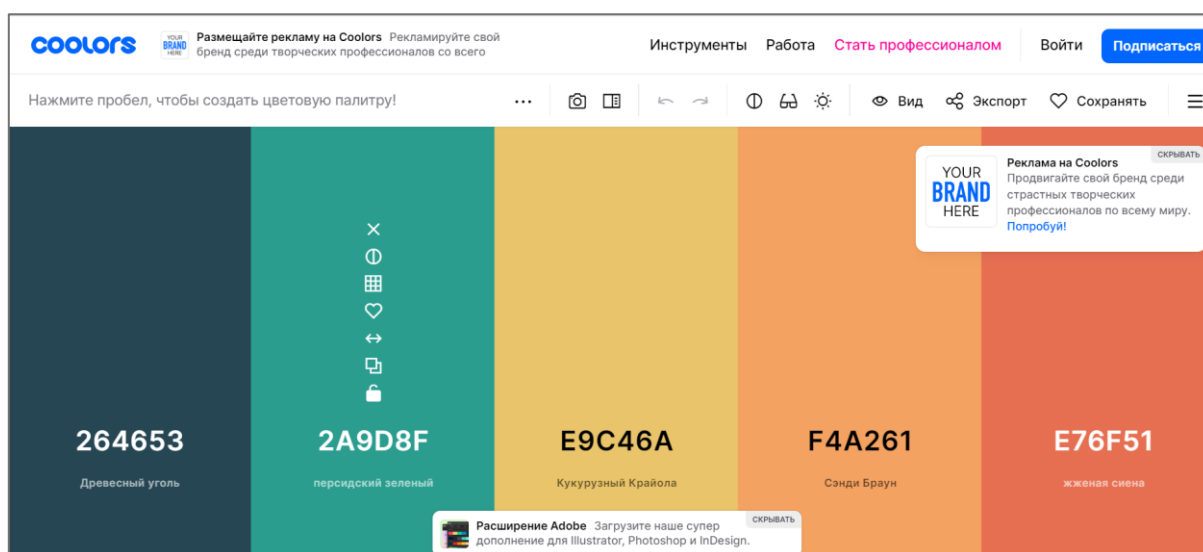 coolors
YOUR BRAND HERE
Размещайте рекламу на Coolors Рекламируйте свой
бренд среди творческих профессионалов со всего
Инструменты Работа Стать профессионалом Войти Подписаться
Нажмите пробел, чтобы создать цветовую палитру!
Вид Экспорт Сохранять
СКРЫВАТЬ
YOUR
BRAND
HERE
Реклама на Coolors
Продвигайте свой бренд среди
страстных творческих
профессионалов по всему миру.
Попробуй!
264653 2A9D8F E9C46A F4A261 E76F51
Древесный уголь персидский зеленый Кукурузный Крайола Сэнди Браун жженая сиена
Расширение Adobe Загрузите наше супер
дополнение для Illustrator, Photoshop и InDesign.
СКРЫВАТЬ